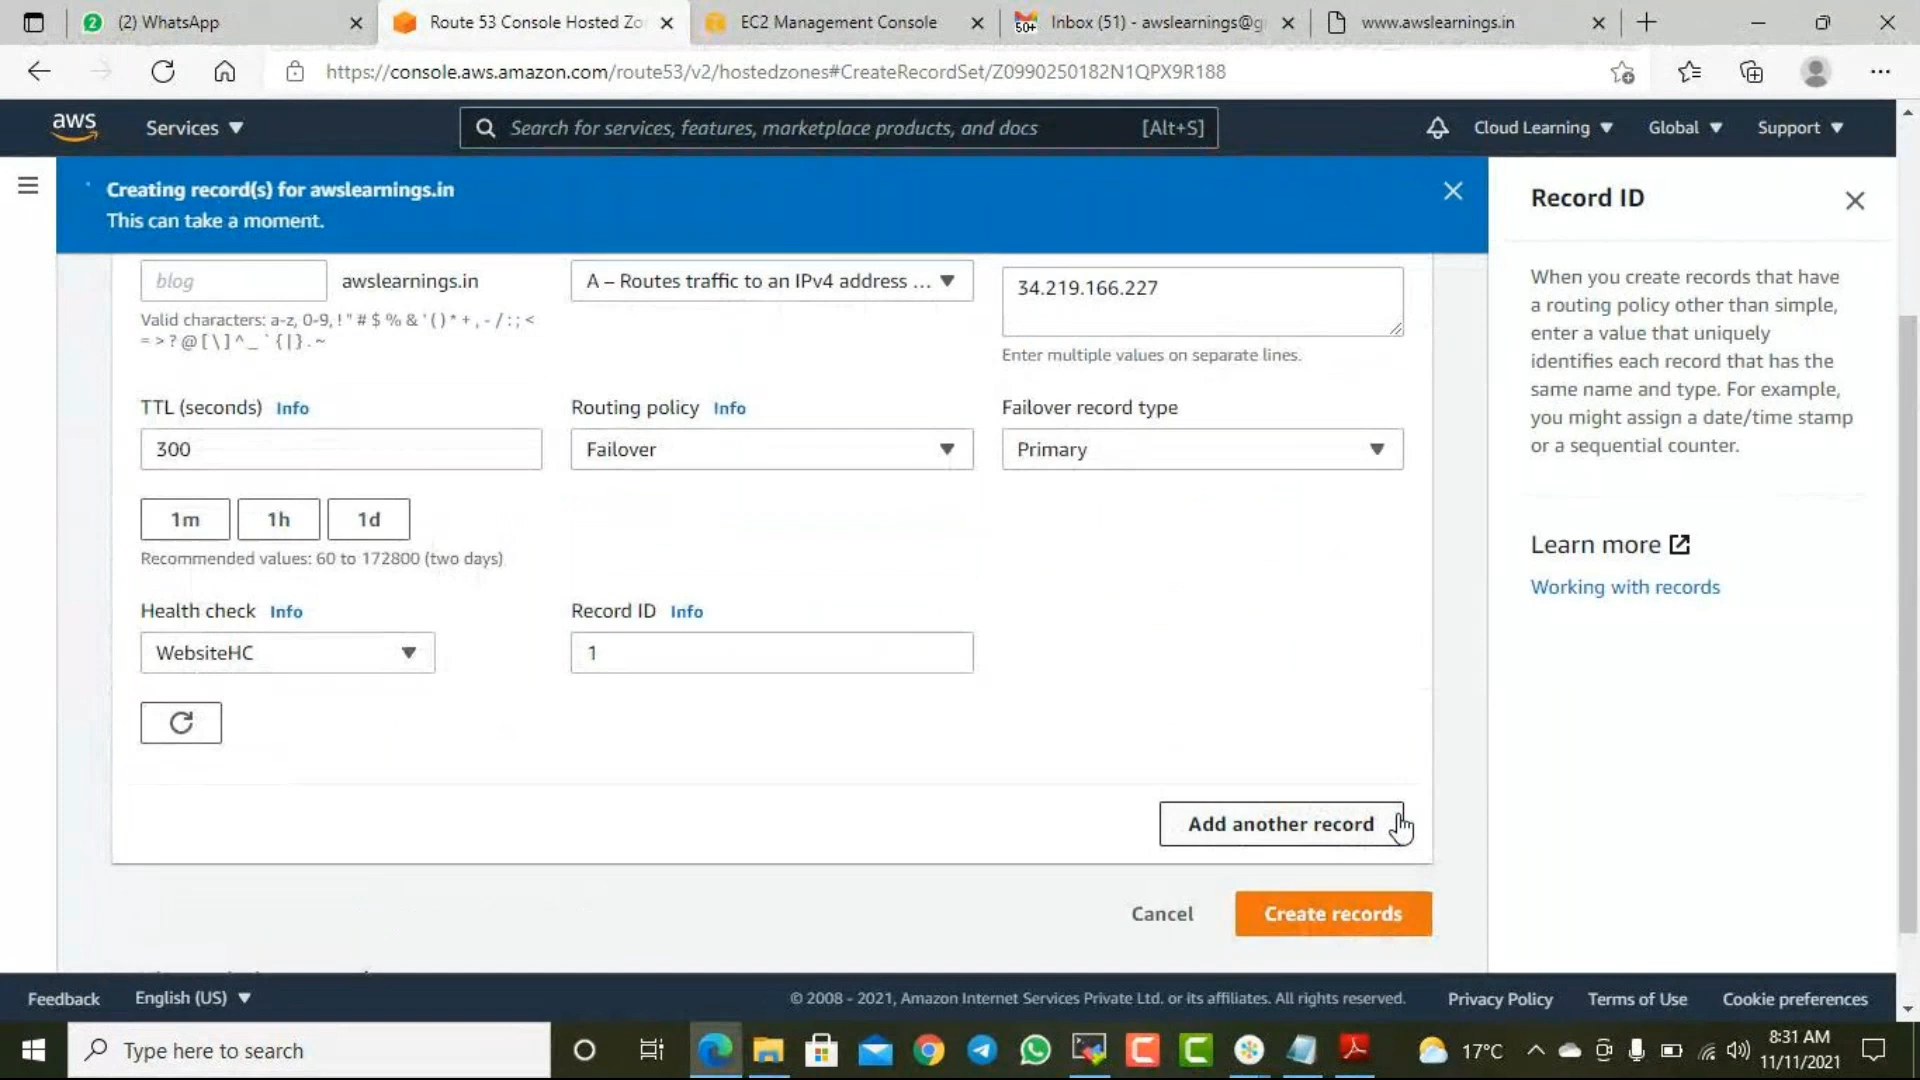 (2) WhatsApp
Route 53 Console Hosted Zo
EC2 Management Console
Inbox (51) - awslearnings@g
www.awslearnings.in
https://console.aws.amazon.com/route53/v2/hostedzones#CreateRecordSet/Z0990250182N1QPX9R188
aws
Services
Search for services, features, marketplace products, and docs
[Alt+S]
Cloud Learning
Global
Support
Creating record(s) for awslearnings.in
This can take a moment.
blog
awslearnings.in
Valid characters: a-z, 0-9, ! " # $ % & ' ( ) * + , - / : ; <
= > ? @ [ \ ] ^ _ ` { | } . ~
A – Routes traffic to an IPv4 address ...
34.219.166.227
Enter multiple values on separate lines.
TTL (seconds) Info
300
Routing policy Info
Failover
Failover record type
Primary
1m
1h
1d
Recommended values: 60 to 172800 (two days)
Health check Info
WebsiteHC
Record ID Info
1
Add another record
Cancel
Create records
Record ID
When you create records that have
a routing policy other than simple,
enter a value that uniquely
identifies each record that has the
same name and type. For example,
you might assign a date/time stamp
or a sequential counter.
Learn more
Working with records
Feedback
English (US)
© 2008 - 2021, Amazon Internet Services Private Ltd. or its affiliates. All rights reserved.
Privacy Policy
Terms of Use
Cookie preferences
Type here to search
17°C
8:31 AM
11/11/2021